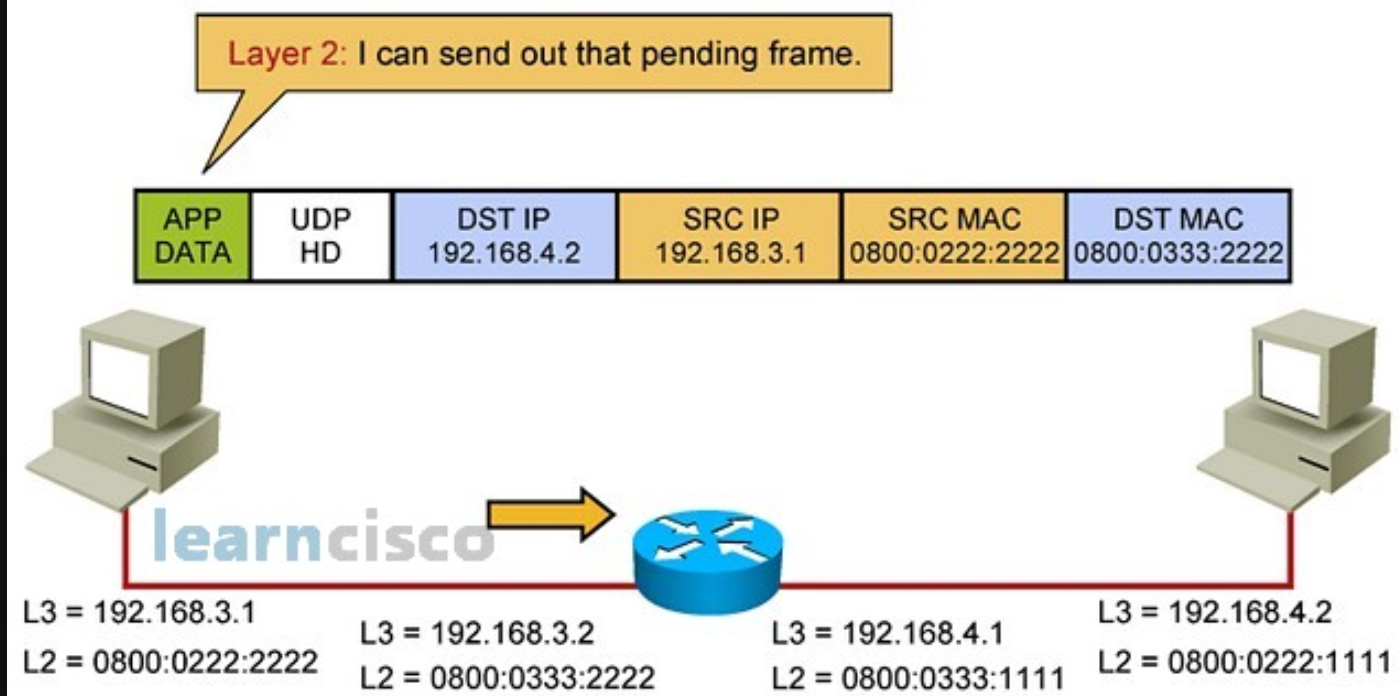 Layer 2: I can send out that pending frame.
APP
DATA
UDP
HD
DST IP
192.168.4.2
SRC IP
192.168.3.1
SRC MAC
0800:0222:2222
DST MAC
0800:0333:2222
learncisco
L3 = 192.168.3.1
L2 = 0800:0222:2222
L3 = 192.168.3.2
L2 = 0800:0333:2222
L3 = 192.168.4.1
L2 = 0800:0333:1111
L3 = 192.168.4.2
L2 = 0800:0222:1111